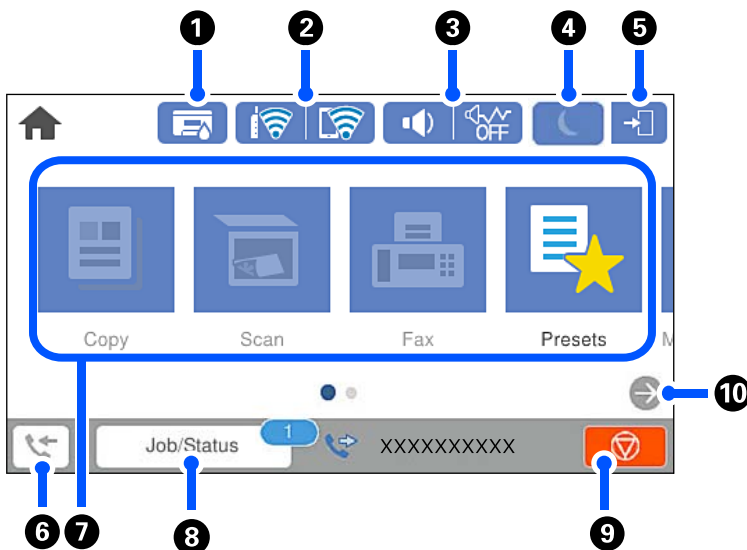 1 2 3 4 5
OFF
Copy Scan Fax Presets M
1
Job/Status XXXXXXXXXX
10
6 7 8 9